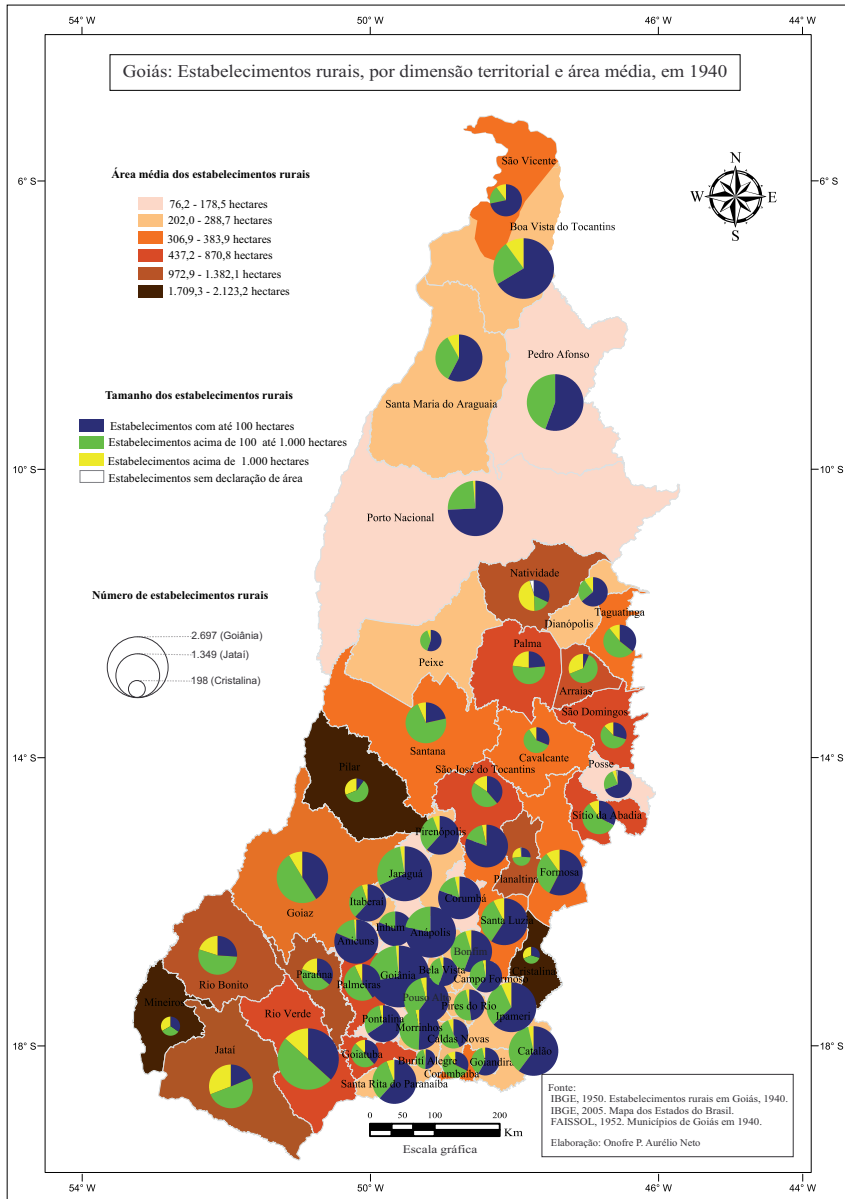 54° W
50° W
46° W
44° W
Goiás: Estabelecimentos rurais, por dimensão territorial e área média, em 1940
6° S
6° S
10° S
10° S
14° S
14° S
18° S
18° S
N
W
E
S
Área média dos estabelecimentos rurais
76,2 - 178,5 hectares
202,0 - 288,7 hectares
306,9 - 383,9 hectares
437,2 - 870,8 hectares
972,9 - 1.382,1 hectares
1.709,3 - 2.123,2 hectares
Tamanho dos estabelecimentos rurais
Estabelecimentos com até 100 hectares
Estabelecimentos acima de 100 até 1.000 hectares
Estabelecimentos acima de 1.000 hectares
Estabelecimentos sem declaração de área
Número de estabelecimentos rurais
2.697 (Goiânia)
1.349 (Jataí)
198 (Cristalina)
São Vicente
Boa Vista do Tocantins
Pedro Afonso
Santa Maria do Araguaia
Porto Nacional
Natividade
Taguatinga
Dianópolis
Peixe
Palma
Arraias
São Domingos
Santana
Cavalcante
Posse
Pilar
São José do Tocantins
Sítio da Abadia
Pirenópolis
Planaltina
Formosa
Jaraguá
Goiaz
Itaberaí
Corumbá
Santa Luzia
Inhum
Anápolis
Anicuns
Bonfim
Rio Bonito
Paraúna
Palmeiras
Goiânia
Bela Vista
Campo Formoso
Cristalina
Mineiros
Pouso Alto
Pires do Rio
Ipameri
Rio Verde
Pontalina
Morrinhos
Caldas Novas
Jataí
Goiatuba
Buriti Alegre
Goiandira
Catalão
Corumbaíba
Santa Rita do Paranaíba
0 50 100 200
Km
Escala gráfica
Fonte:
IBGE, 1950. Estabelecimentos rurais em Goiás, 1940.
IBGE, 2005. Mapa dos Estados do Brasil.
FAISSOL, 1952. Municípios de Goiás em 1940.
Elaboração: Onofre P. Aurélio Neto
54° W
50° W
46° W
44° W